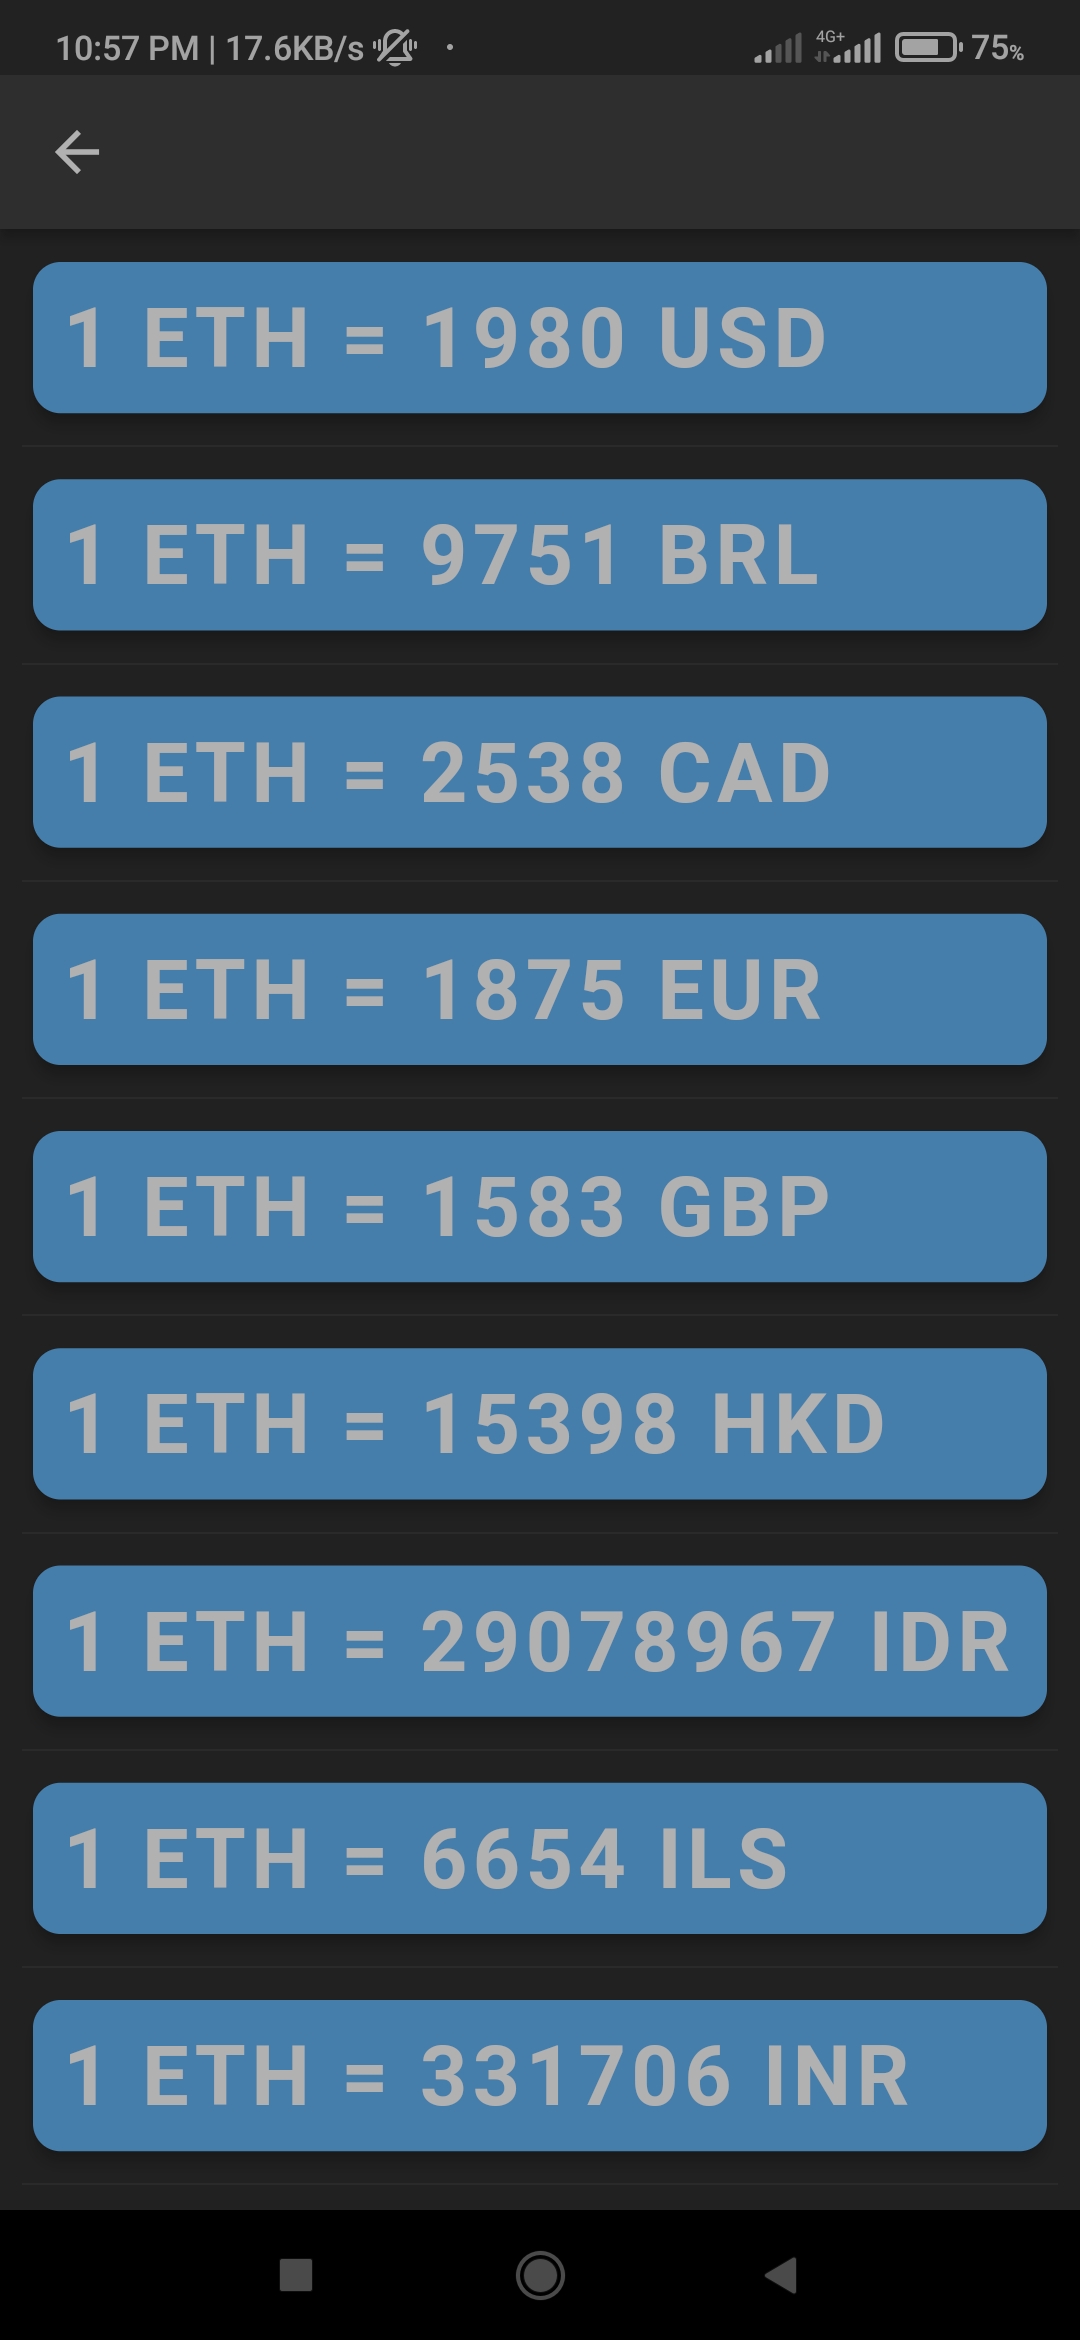 10:57 PM | 17.6KB/s 4G+ 75%
1 ETH = 1980 USD
1 ETH = 9751 BRL
1 ETH = 2538 CAD
1 ETH = 1875 EUR
1 ETH = 1583 GBP
1 ETH = 15398 HKD
1 ETH = 29078967 IDR
1 ETH = 6654 ILS
1 ETH = 331706 INR